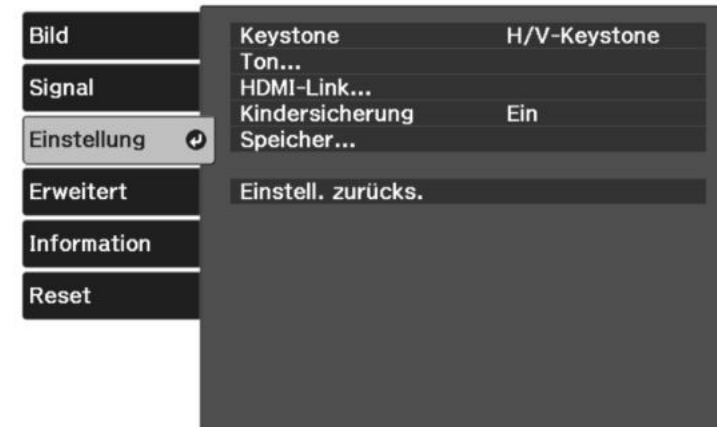 Bild
Signal
Einstellung
Erweitert
Information
Reset
Keystone H/V-Keystone
Ton...
HDMI-Link...
Kindersicherung Ein
Speicher...
Einstell. zurücks.